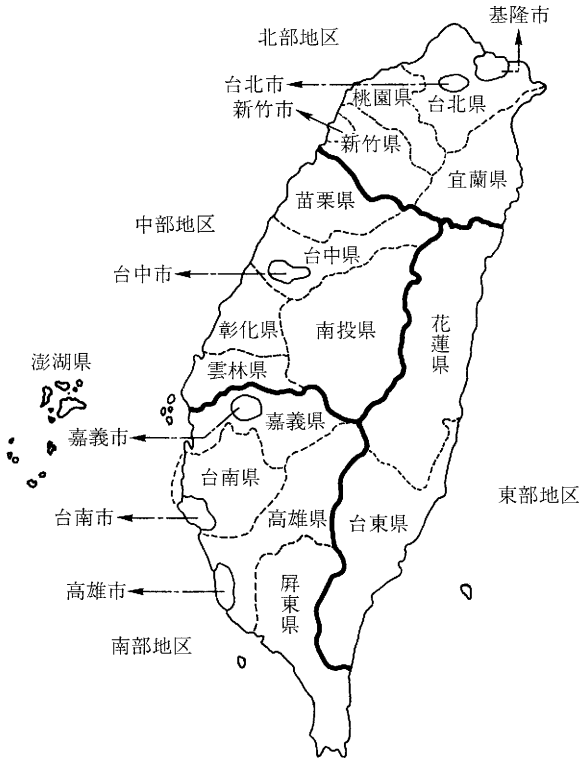 基隆市
北部地区
台北市
桃園県
台北県
新竹市
新竹県
宜蘭県
苗栗県
中部地区
台中県
台中市
彰化県
南投県
花蓮県
雲林県
澎湖県
嘉義県
嘉義市
台南県
東部地区
台南市
高雄県
台東県
高雄市
屛東県
南部地区